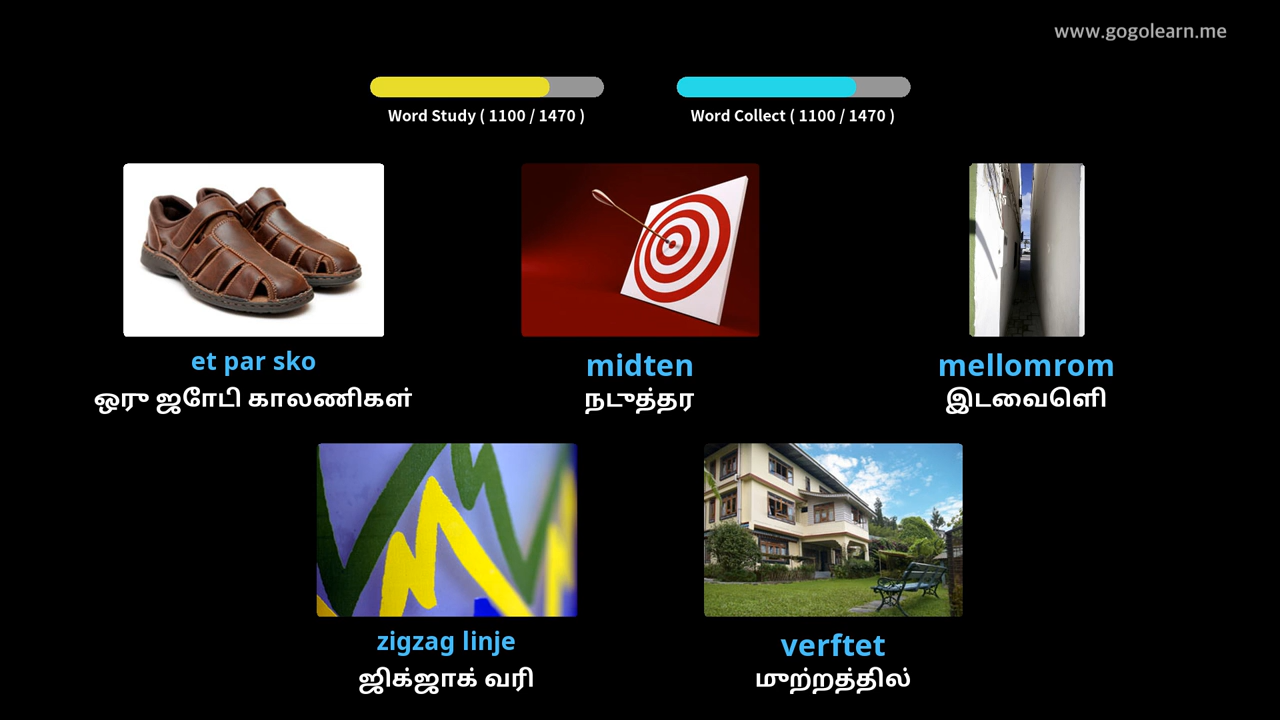 www.gogolearn.me
Word Study ( 1100 / 1470 )
Word Collect ( 1100 / 1470 )
et par sko
ஒரு ஜோடி காலணிகள்
midten
நடுத்தர
mellomrom
இடைவெளி
zigzag linje
ஜிக்ஜாக் வரி
verftet
முற்றத்தில்